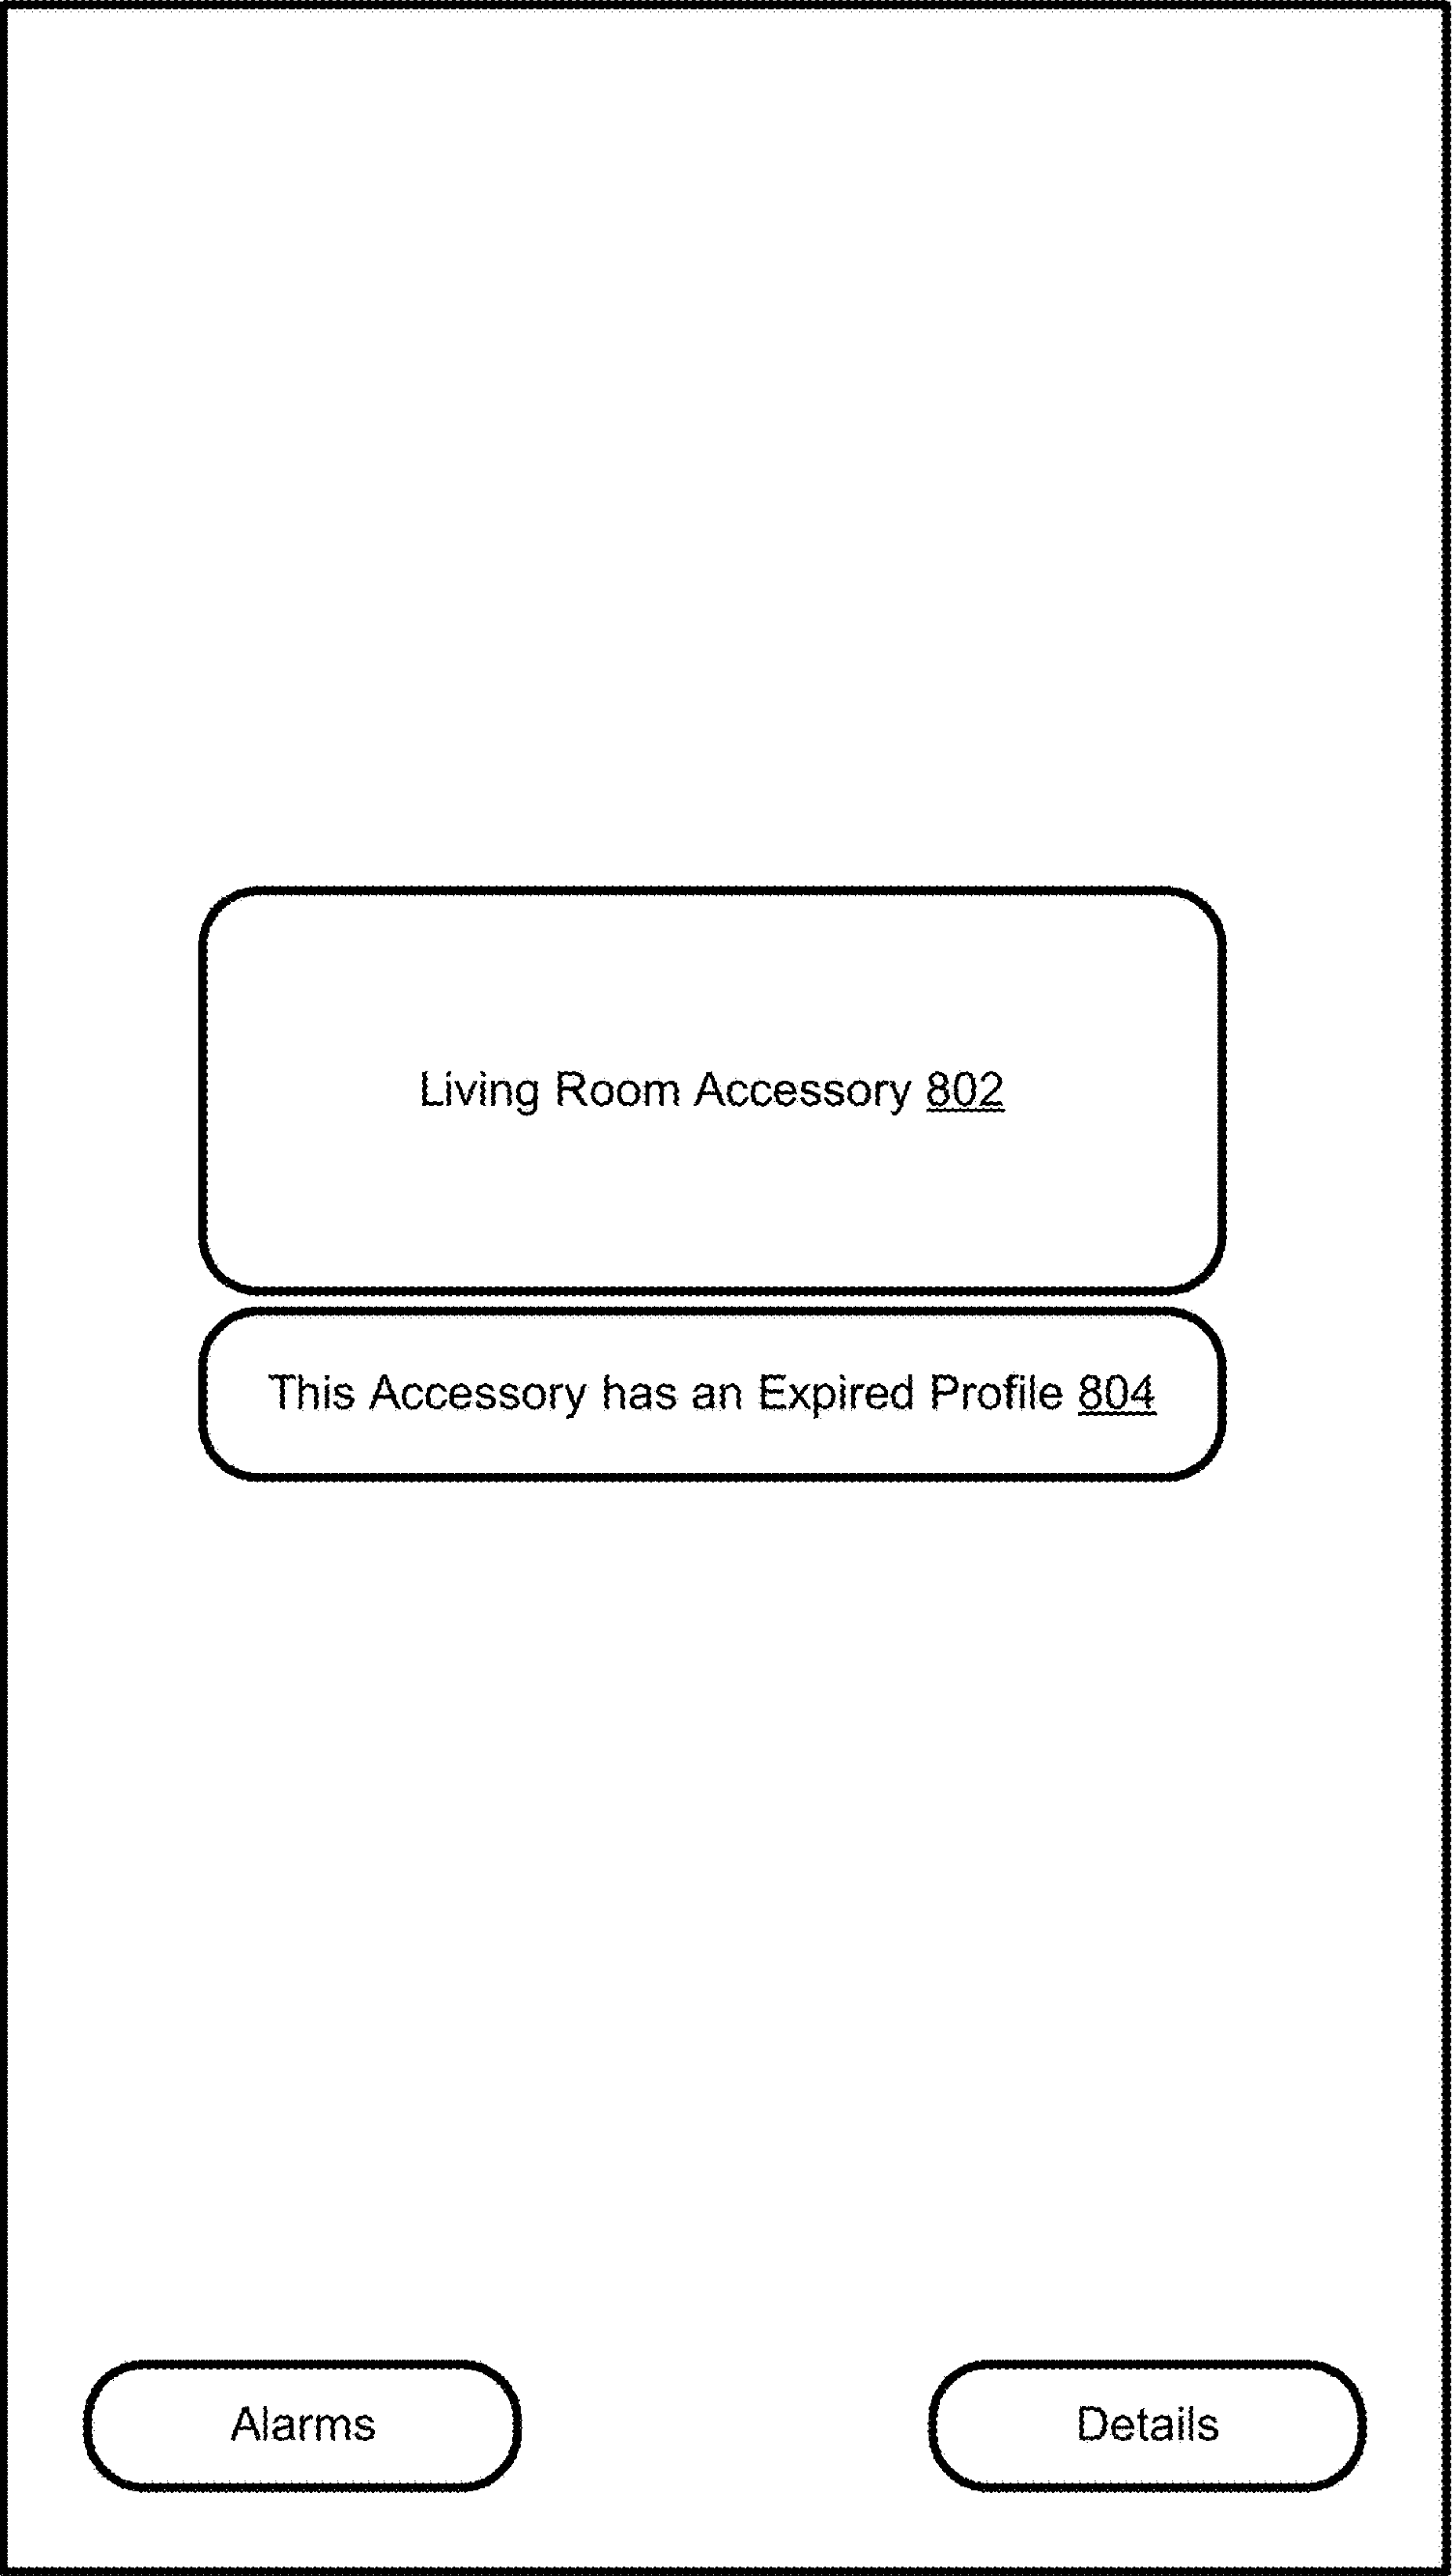 Living Room Accessory 802
This Accessory has an Expired Profile 804
Alarms
Details